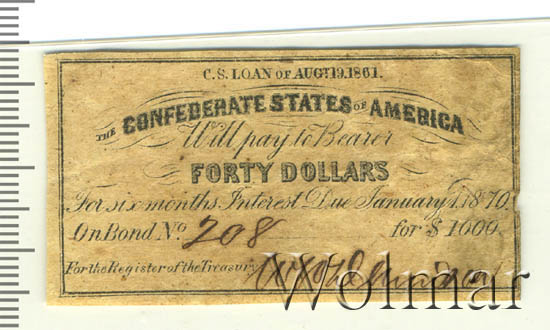 C.S. LOAN OF AUGT. 19, 1861.
THE CONFEDERATE STATES OF AMERICA
Will pay to Bearer
FORTY DOLLARS
For six months Interest Due January 1, 1870.
On Bond No. 208 for $1000.
For the Register of the Treasury
Wolmar